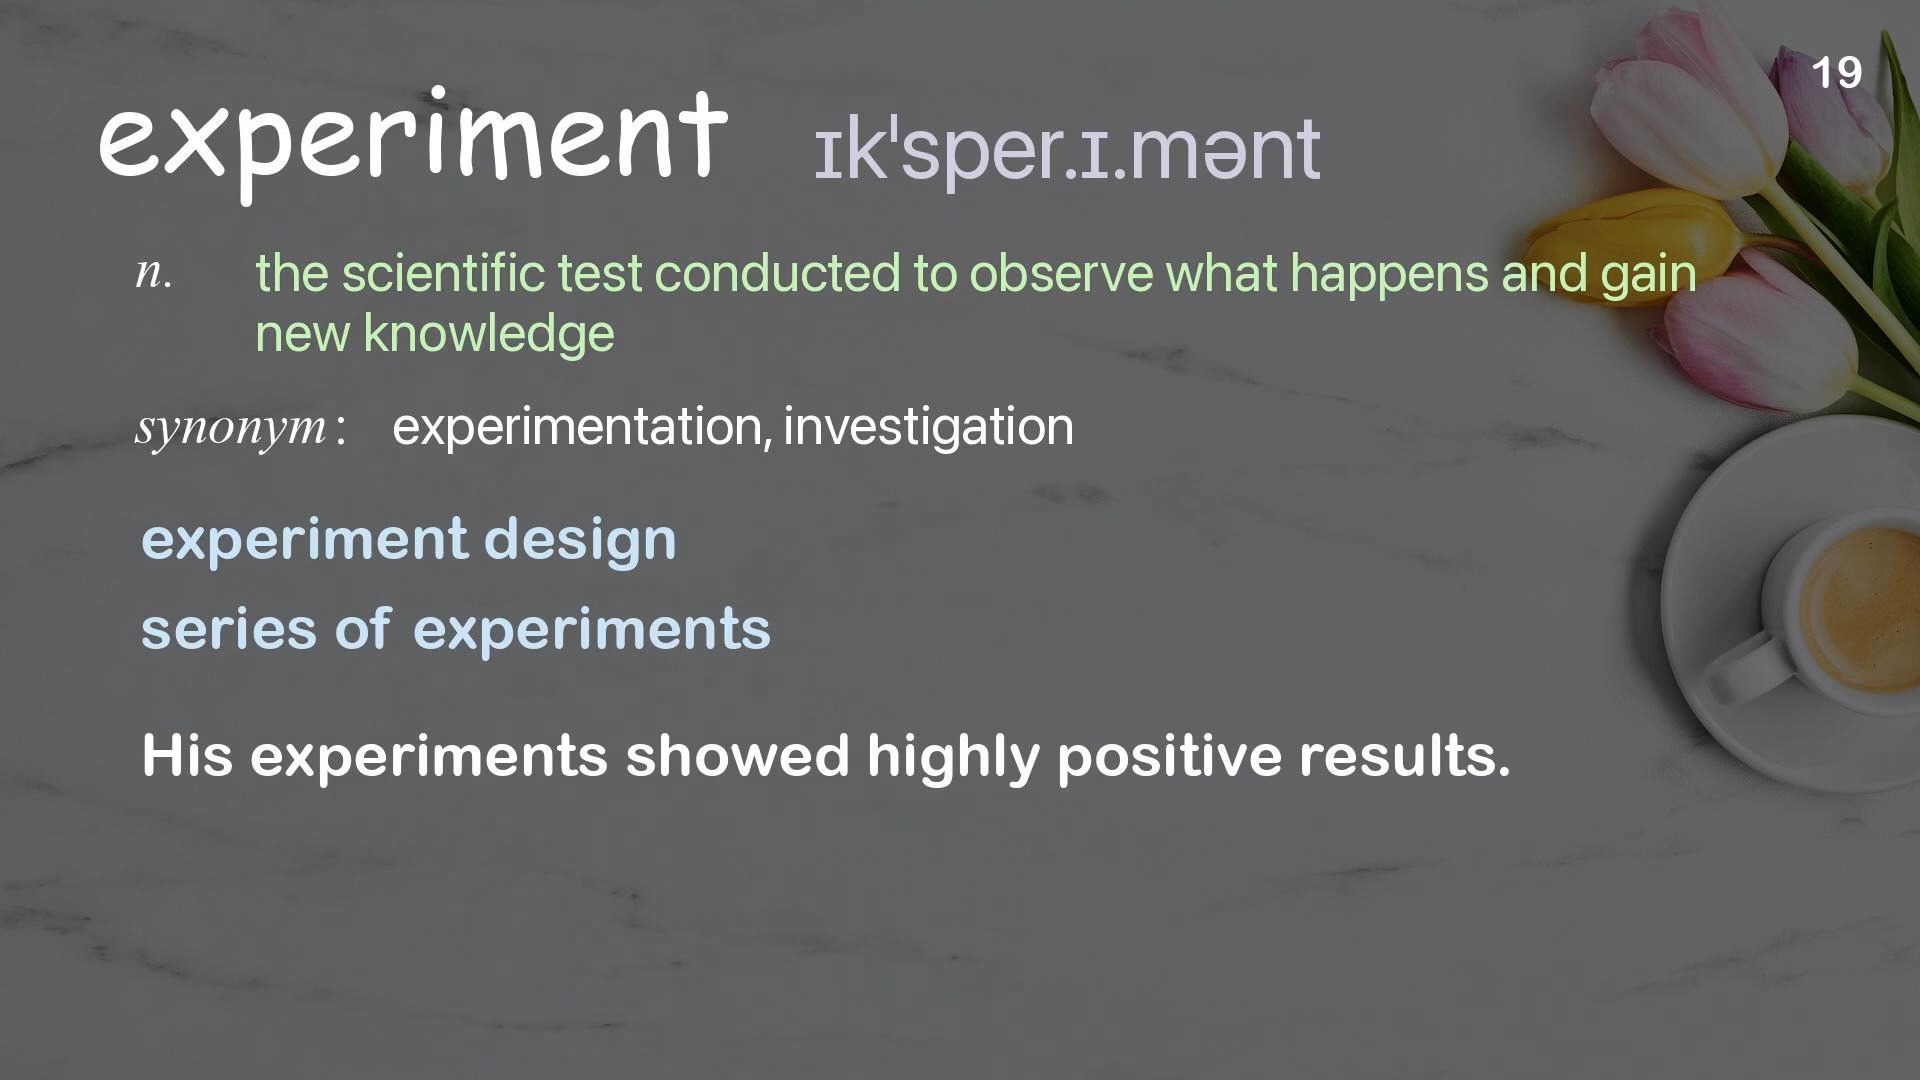 19
experiment ɪkˈsper.ɪ.mənt
n. the scientific test conducted to observe what happens and gain
new knowledge
synonym : experimentation, investigation
experiment design
series of experiments
His experiments showed highly positive results.